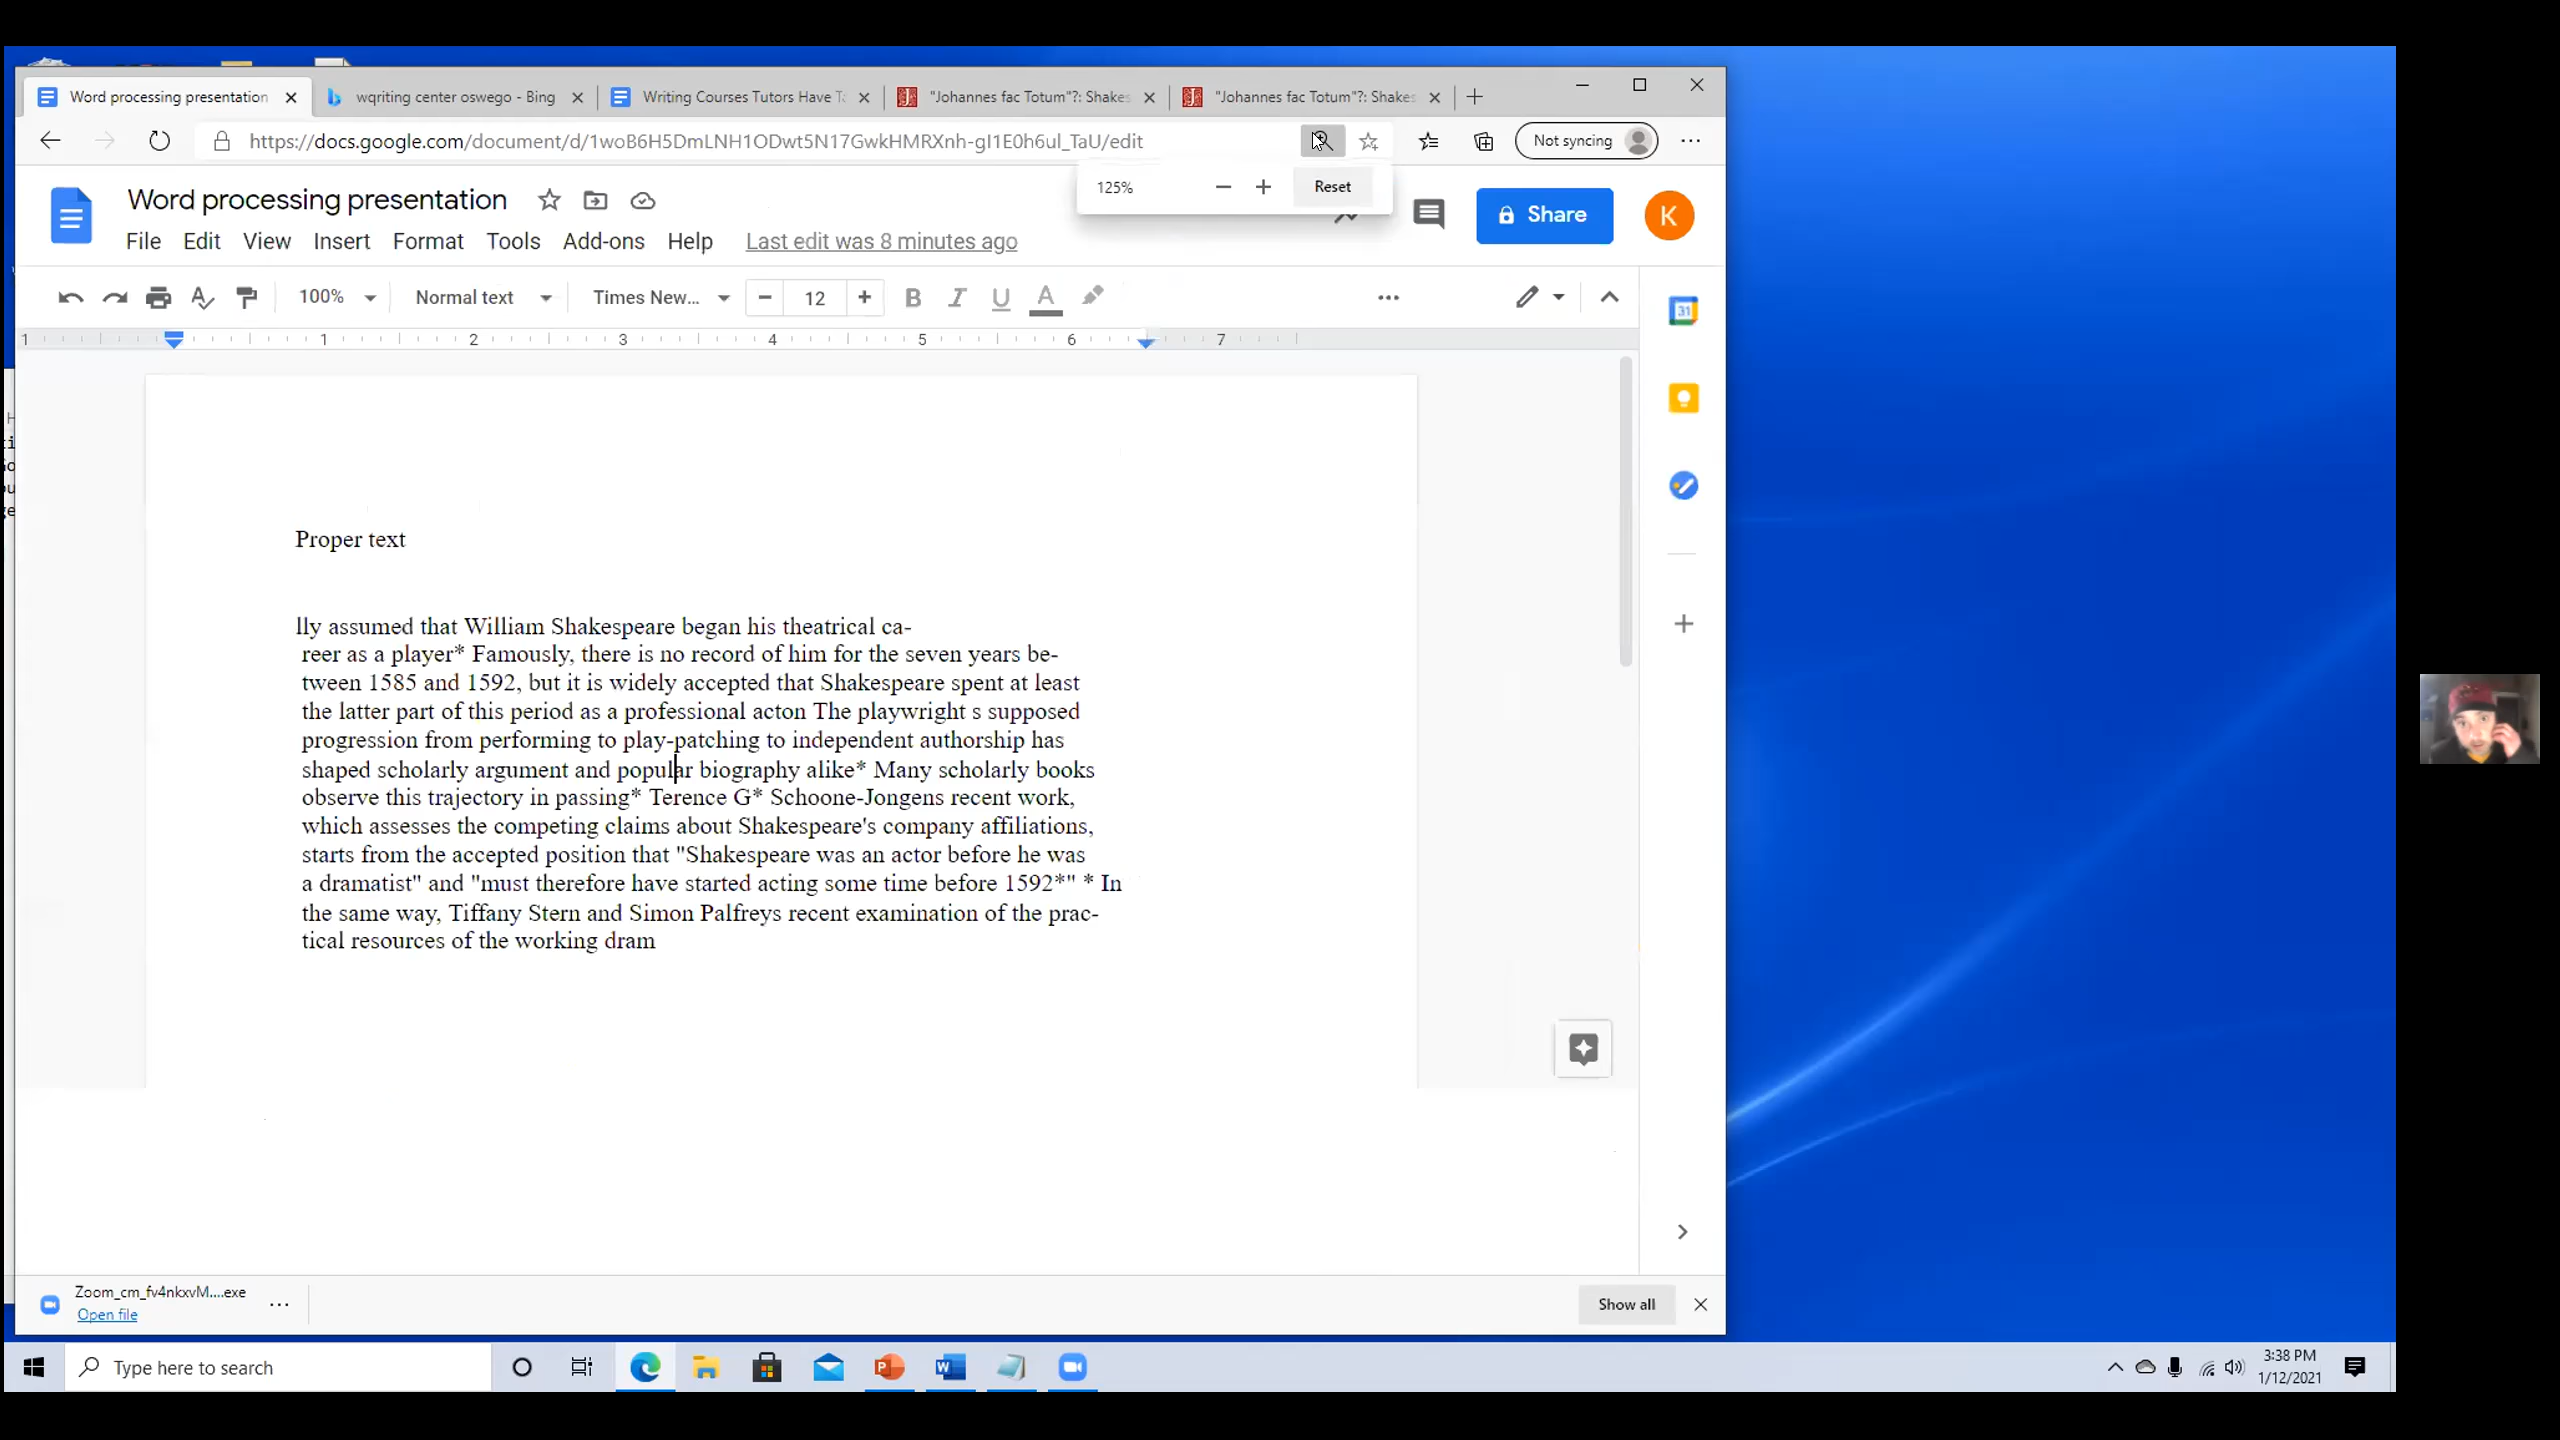 Word processing presentation
wqriting center oswego - Bing
Writing Courses Tutors Have T
"Johannes fac Totum"?: Shakes
"Johannes fac Totum"?: Shakes
https://docs.google.com/document/d/1woB6H5DmLNH1ODwt5N17GwkHMRXnh-gI1E0h6ul_TaU/edit
Not syncing
125%
Reset
Word processing presentation
Share
K
File Edit View Insert Format Tools Add-ons Help Last edit was 8 minutes ago
100% Normal text Times New... 12 B I U A
31
1 1 2 3 4 5 6 7
Proper text
lly assumed that William Shakespeare began his theatrical ca-
reer as a player* Famously, there is no record of him for the seven years be-
tween 1585 and 1592, but it is widely accepted that Shakespeare spent at least
the latter part of this period as a professional acton The playwright s supposed
progression from performing to play-patching to independent authorship has
shaped scholarly argument and popular biography alike* Many scholarly books
observe this trajectory in passing* Terence G* Schoone-Jongens recent work,
which assesses the competing claims about Shakespeare's company affiliations,
starts from the accepted position that "Shakespeare was an actor before he was
a dramatist" and "must therefore have started acting some time before 1592*" * In
the same way, Tiffany Stern and Simon Palfreys recent examination of the prac-
tical resources of the working dram
Zoom_cm_fv4nkxvM....exe
Open file
Show all
Type here to search
3:38 PM
1/12/2021